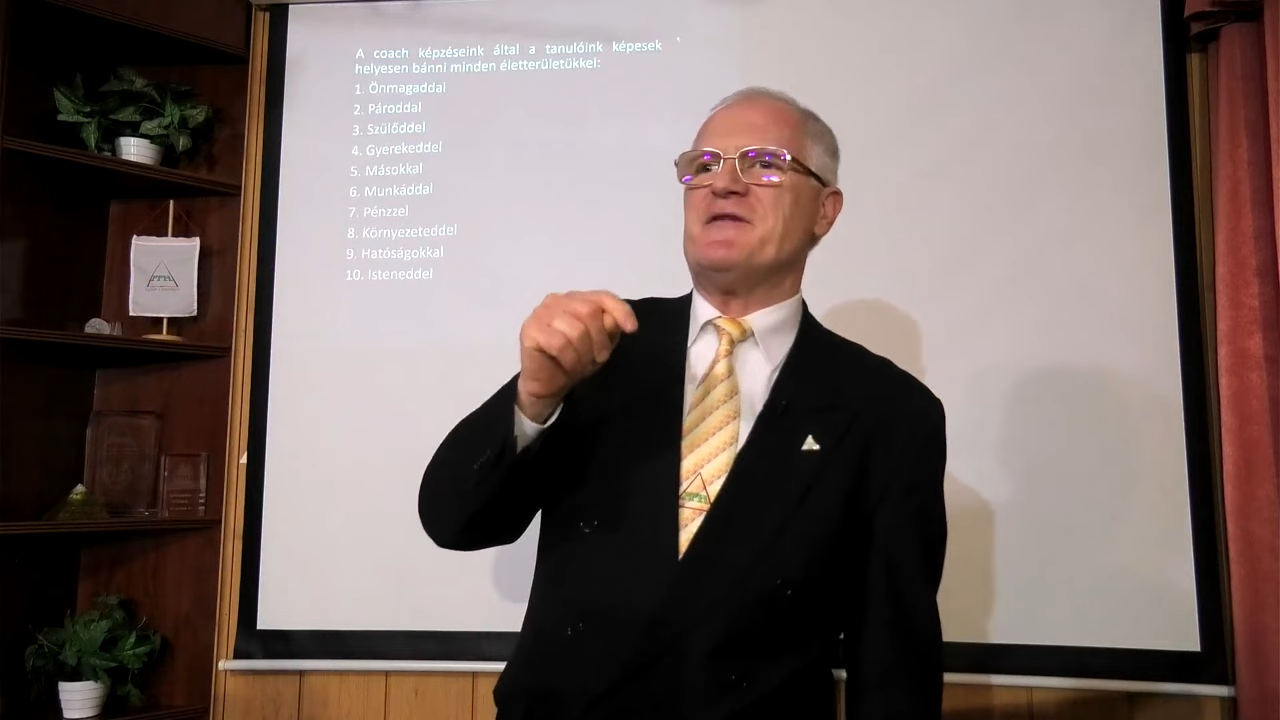 A coach képzéseink által a tanulóink képesek
helyesen bánni minden életterületükkel:
1. Önmagaddal
2. Pároddal
3. Szülőddel
4. Gyerekeddel
5. Másokkal
6. Munkáddal
7. Pénzzel
8. Környezeteddel
9. Hatóságokkal
10. Isteneddel